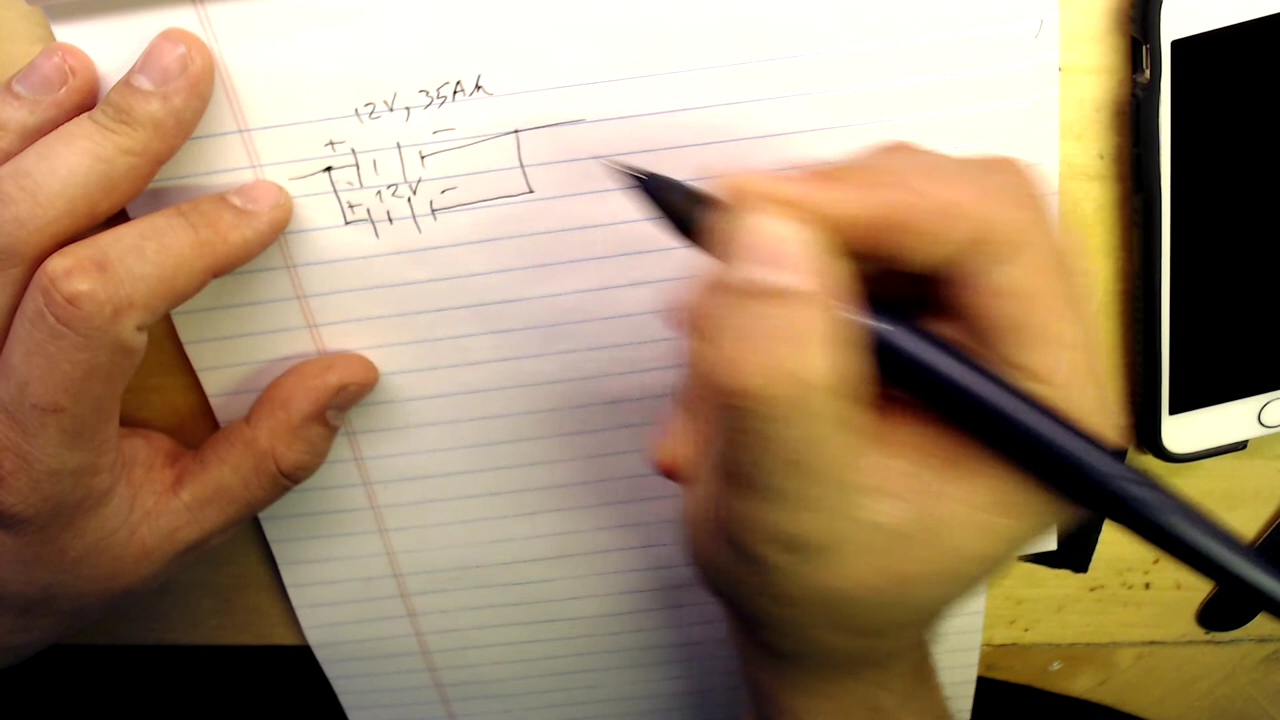 12V, 35Ah
+ -
+ 12V -